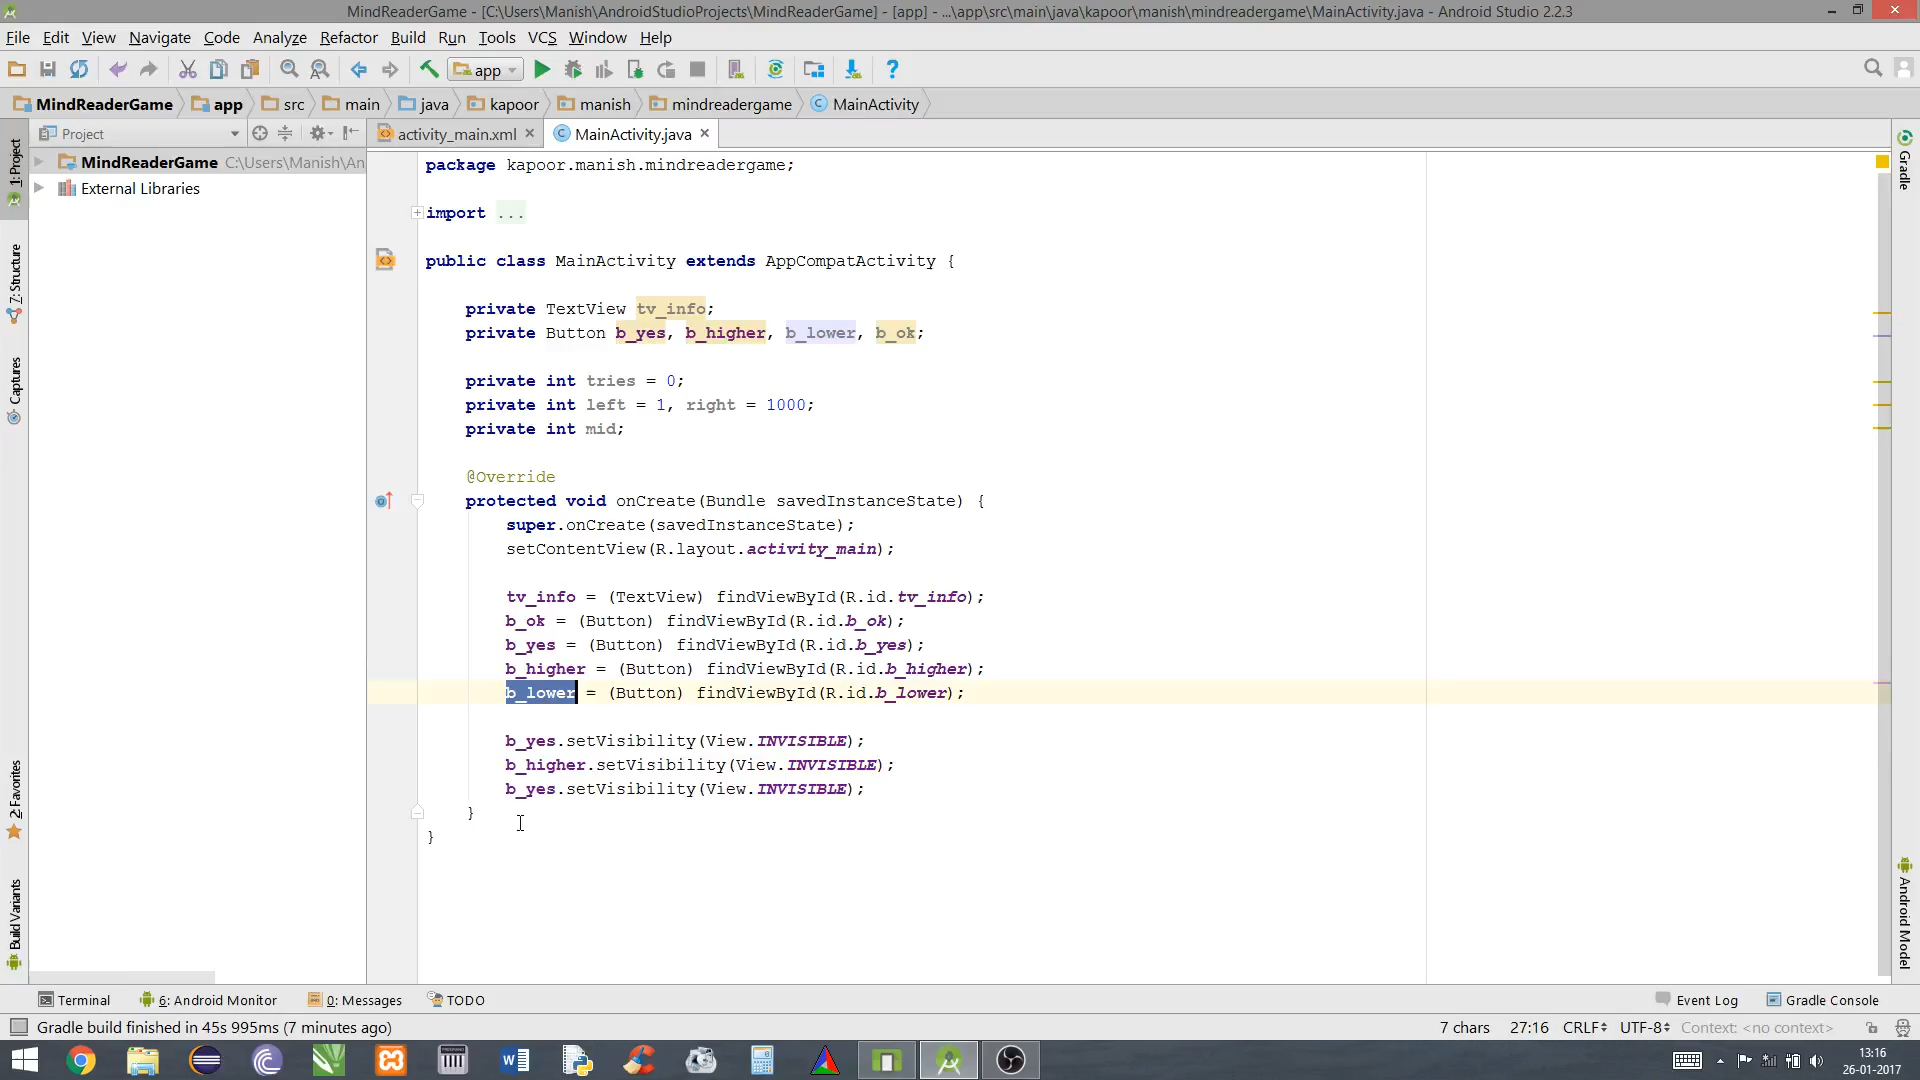 MindReaderGame - [C:\Users\Manish\AndroidStudioProjects\MindReaderGame] - [app] - ...\app\src\main\java\kapoor\manish\mindreadergame\MainActivity.java - Android Studio 2.2.3
File Edit View Navigate Code Analyze Refactor Build Run Tools VCS Window Help
app
MindReaderGame app src main java kapoor manish mindreadergame MainActivity
Project
activity_main.xml MainActivity.java
MindReaderGame C:\Users\Manish\An
External Libraries
1: Project
7: Structure
Captures
2: Favorites
Build Variants
package kapoor.manish.mindreadergame;
import ...
public class MainActivity extends AppCompatActivity {
private TextView tv_info;
private Button b_yes, b_higher, b_lower, b_ok;
private int tries = 0;
private int left = 1, right = 1000;
private int mid;
@Override
protected void onCreate(Bundle savedInstanceState) {
super.onCreate(savedInstanceState);
setContentView(R.layout.activity_main);
tv_info = (TextView) findViewById(R.id.tv_info);
b_ok = (Button) findViewById(R.id.b_ok);
b_yes = (Button) findViewById(R.id.b_yes);
b_higher = (Button) findViewById(R.id.b_higher);
b_lower = (Button) findViewById(R.id.b_lower);
b_yes.setVisibility(View.INVISIBLE);
b_higher.setVisibility(View.INVISIBLE);
b_yes.setVisibility(View.INVISIBLE);
}
}
Gradle
Android Model
Terminal 6: Android Monitor 0: Messages TODO Event Log Gradle Console
Gradle build finished in 45s 995ms (7 minutes ago) 7 chars 27:16 CRLF UTF-8 Context: <no context>
13:16
26-01-2017